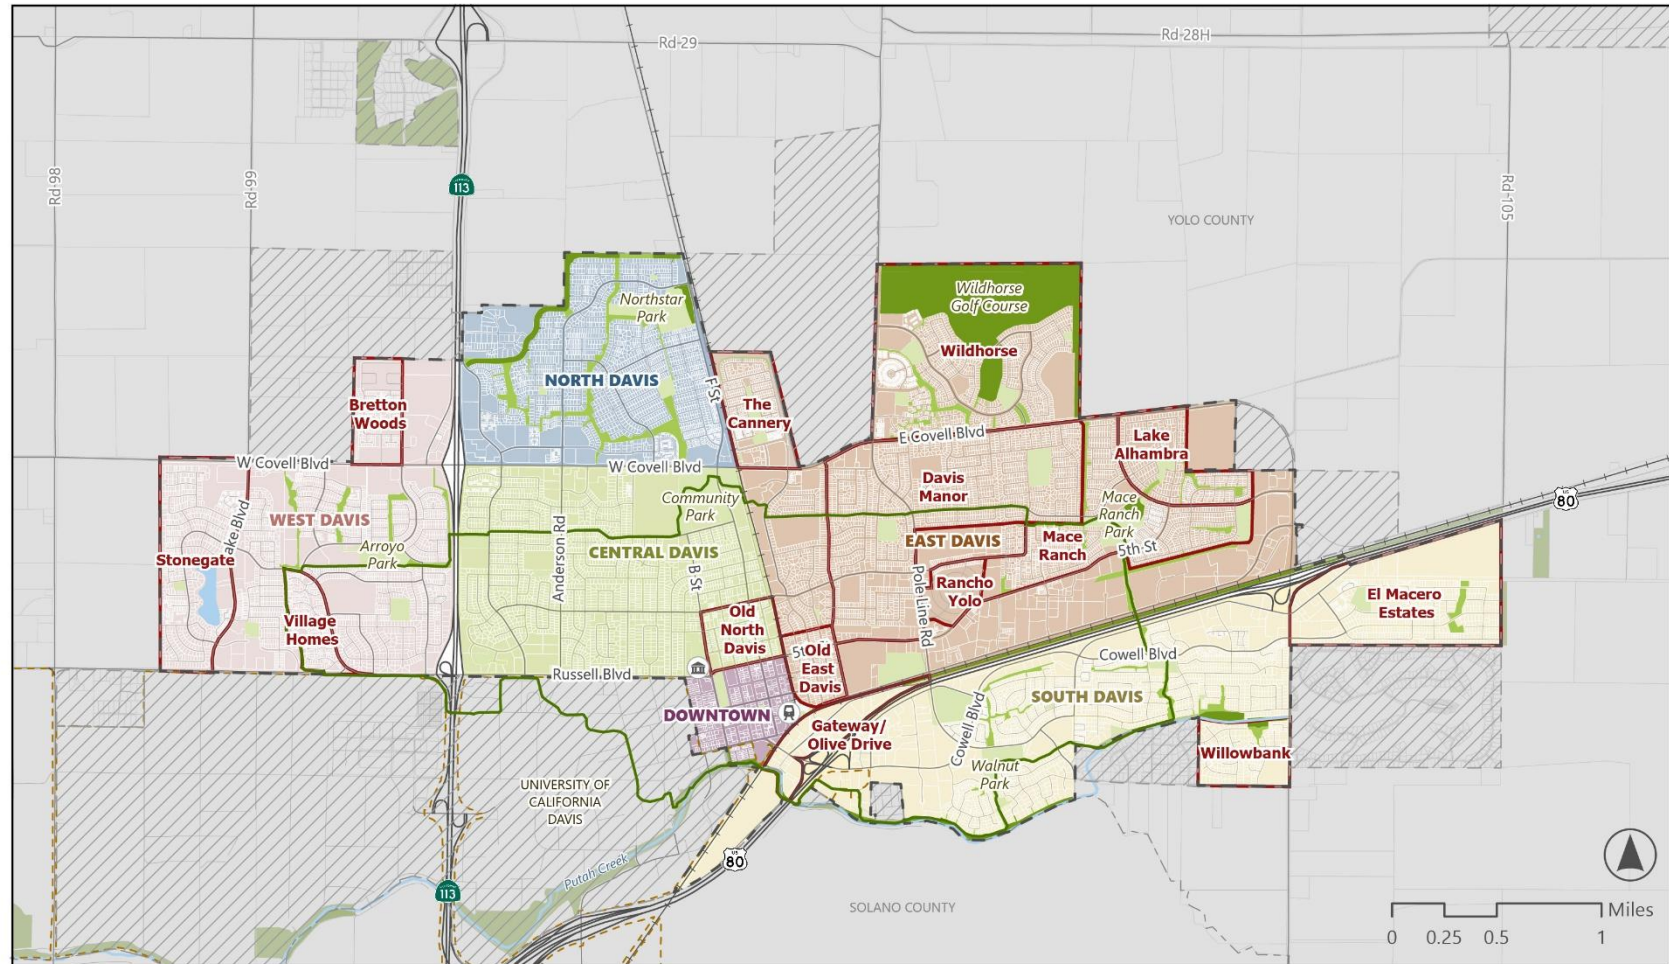 Rd 29
Rd 28H
Rd 98
Rd 99
113
Rd 105
YOLO COUNTY
Wildhorse
Golf Course
Northstar
Park
Wildhorse
NORTH DAVIS
F St
Bretton
Woods
The
Cannery
E Covell Blvd
Lake
Alhambra
W Covell Blvd
W Covell Blvd
Davis
Manor
Community
Park
Mace
Ranch
Park
80
Lake Blvd
WEST DAVIS
Anderson Rd
Arroyo
Park
CENTRAL DAVIS
EAST DAVIS
Mace
Ranch
5th St
Stonegate
B St
Pole Line Rd
Rancho
Yolo
El Macero
Estates
Village
Homes
Old
North
Davis
5th
Old
East
Davis
Cowell Blvd
Russell Blvd
SOUTH DAVIS
DOWNTOWN
Gateway/
Olive Drive
Cowell Blvd
Willowbank
Walnut
Park
UNIVERSITY OF
CALIFORNIA
DAVIS
US
80
Putah Creek
113
SOLANO COUNTY
Miles
0 0.25 0.5 1